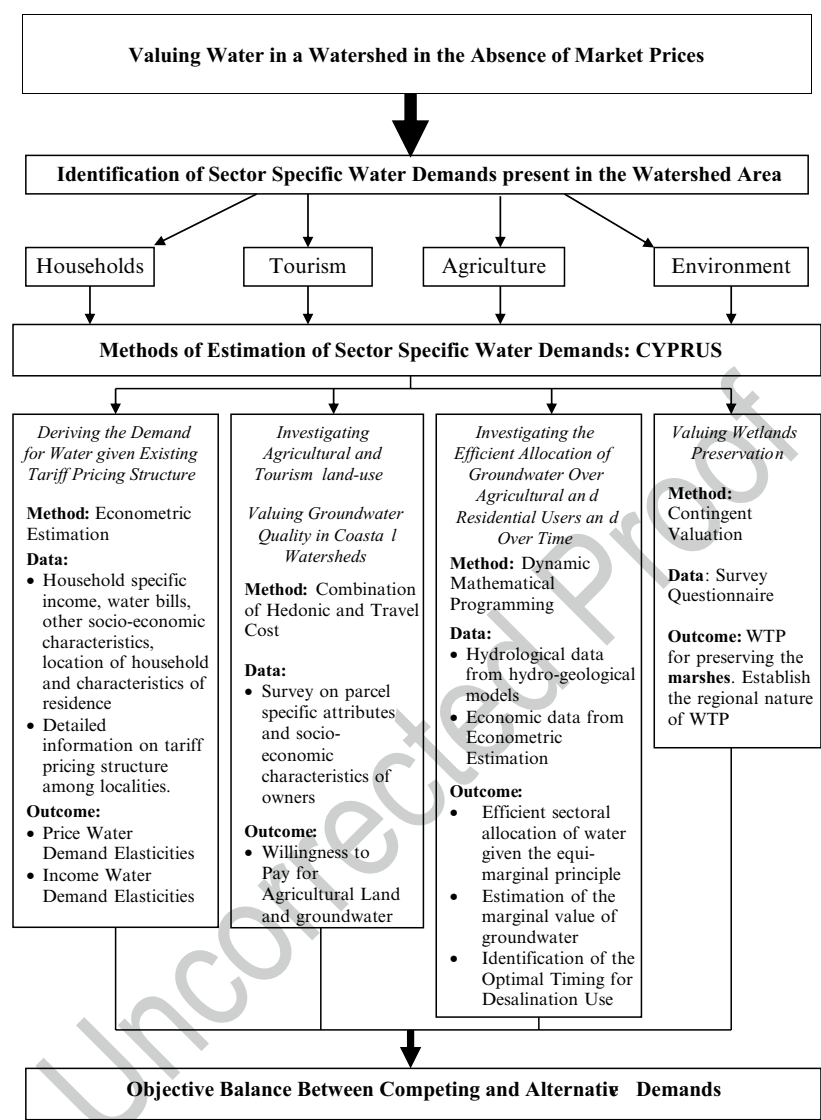 Valuing Water in a Watershed in the Absence of Market Prices
Identification of Sector Specific Water Demands present in the Watershed Area
Households
Tourism
Agriculture
Environment
Methods of Estimation of Sector Specific Water Demands: CYPRUS
Deriving the Demand
for Water given Existing
Tariff Pricing Structure
Method: Econometric
Estimation
Data:
• Household specific
income, water bills,
other socio-economic
characteristics,
location of household
and characteristics of
residence
• Detailed
information on tariff
pricing structure
among localities.
Outcome:
• Price Water
Demand Elasticities
• Income Water
Demand Elasticities
Investigating
Agricultural and
Tourism land-use
Valuing Groundwater
Quality in Coasta l
Watersheds
Method: Combination
of Hedonic and Travel
Cost
Data:
• Survey on parcel
specific attributes
and socio-
economic
characteristics of
owners
Outcome:
• Willingness to
Pay for
Agricultural Land
and groundwater
Investigating the
Efficient Allocation of
Groundwater Over
Agricultural an d
Residential Users an d
Over Time
Method: Dynamic
Mathematical
Programming
Data:
• Hydrological data
from hydro-geological
models
• Economic data from
Econometric
Estimation
Outcome:
• Efficient sectoral
allocation of water
given the equi-
marginal principle
• Estimation of the
marginal value of
groundwater
• Identification of the
Optimal Timing for
Desalination Use
Valuing Wetlands
Preservation
Method:
Contingent
Valuation
Data: Survey
Questionnaire
Outcome: WTP
for preserving the
marshes. Establish
the regional nature
of WTP
Objective Balance Between Competing and Alternative Demands
Uncorrected Proof